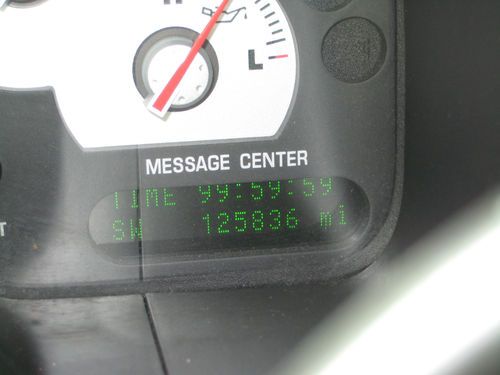 L
MESSAGE CENTER
TIME 99:59:59
SW 125836 mi
T